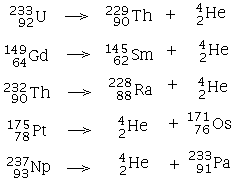 ²³³₉₂U → ²²⁹₉₀Th + ⁴₂He
¹⁴⁹₆₄Gd → ¹⁴⁵₆₂Sm + ⁴₂He
²³²₉₀Th → ²²⁸₈₈Ra + ⁴₂He
¹⁷⁵₇₈Pt → ⁴₂He + ¹⁷¹₇₆Os
²³⁷₉₃Np → ⁴₂He + ²³³₉₁Pa